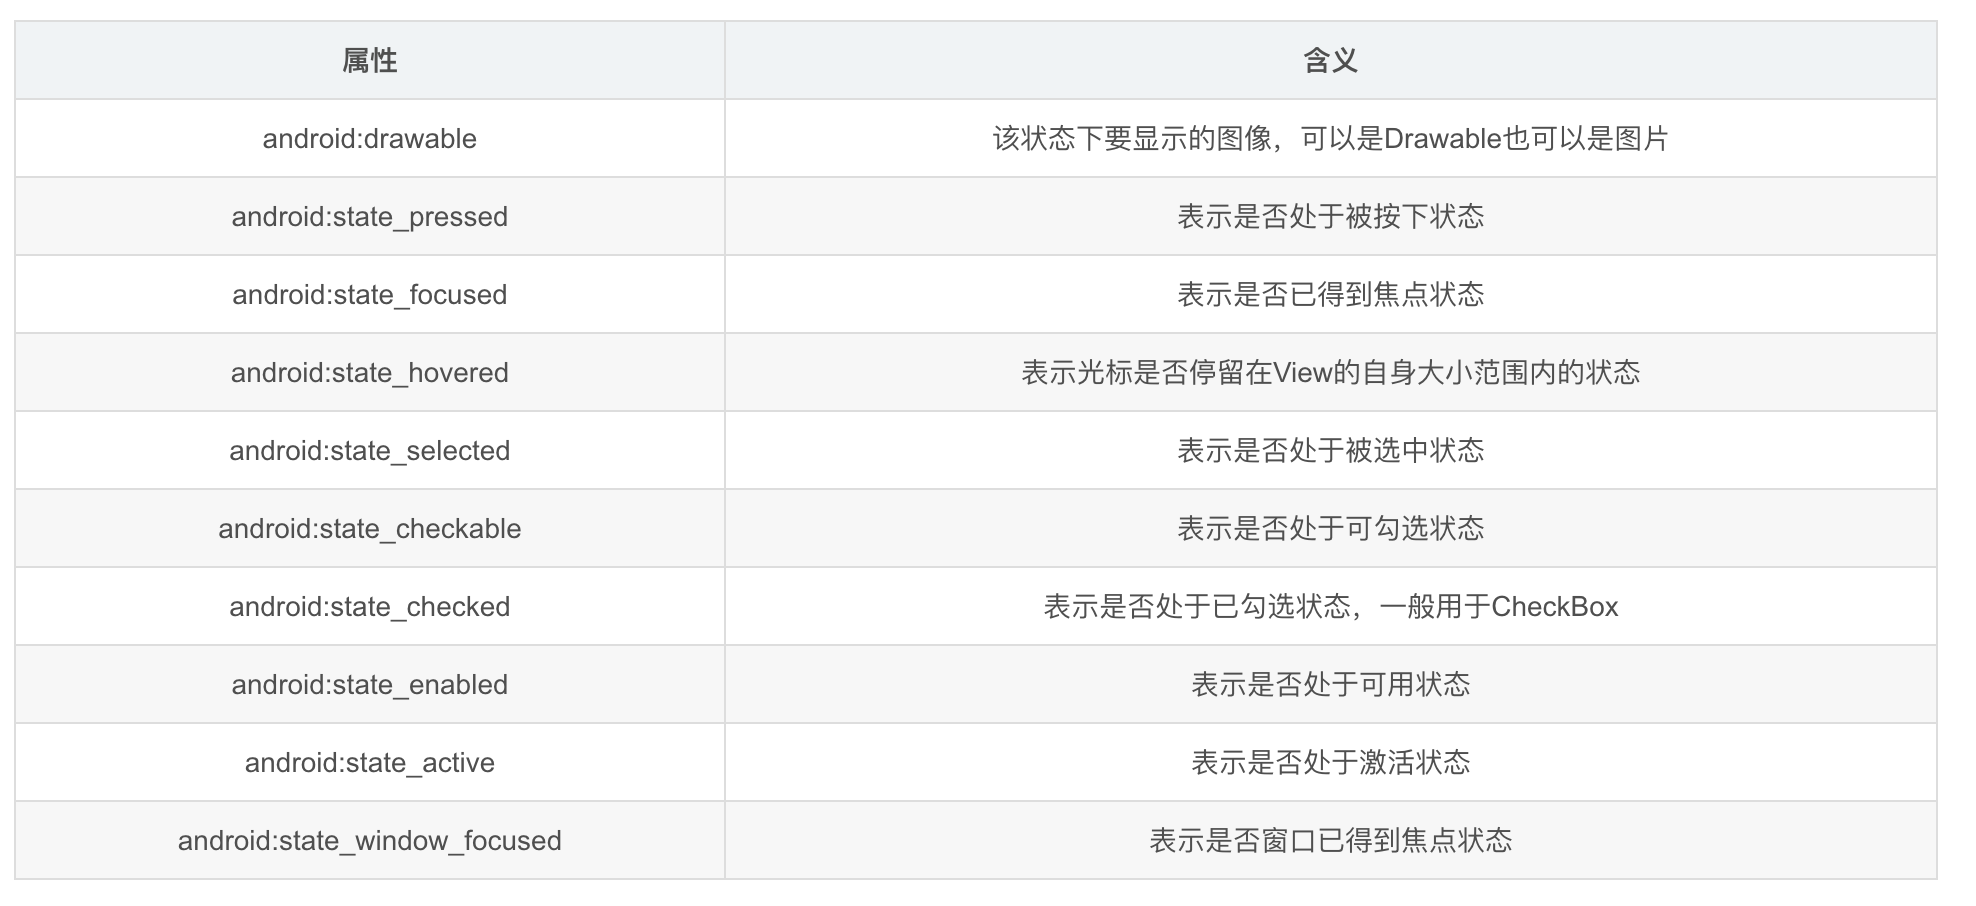 属性 含义
android:drawable 该状态下要显示的图像，可以是Drawable也可以是图片
android:state_pressed 表示是否处于被按下状态
android:state_focused 表示是否已得到焦点状态
android:state_hovered 表示光标是否停留在View的自身大小范围内的状态
android:state_selected 表示是否处于被选中状态
android:state_checkable 表示是否处于可勾选状态
android:state_checked 表示是否处于已勾选状态，一般用于CheckBox
android:state_enabled 表示是否处于可用状态
android:state_active 表示是否处于激活状态
android:state_window_focused 表示是否窗口已得到焦点状态